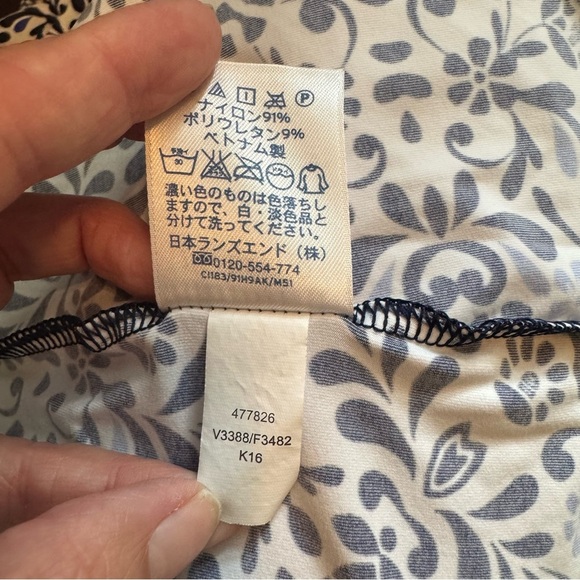 P
ナイロン91%
ポリウレタン9%
ベトナム製
濃い色のものは色落ちし
ますので、白・淡色品と
分けて洗ってください。
日本ランズエンド（株）
0120-554-774
C1183/91H9AK/M51
477826
V3388/F3482
K16